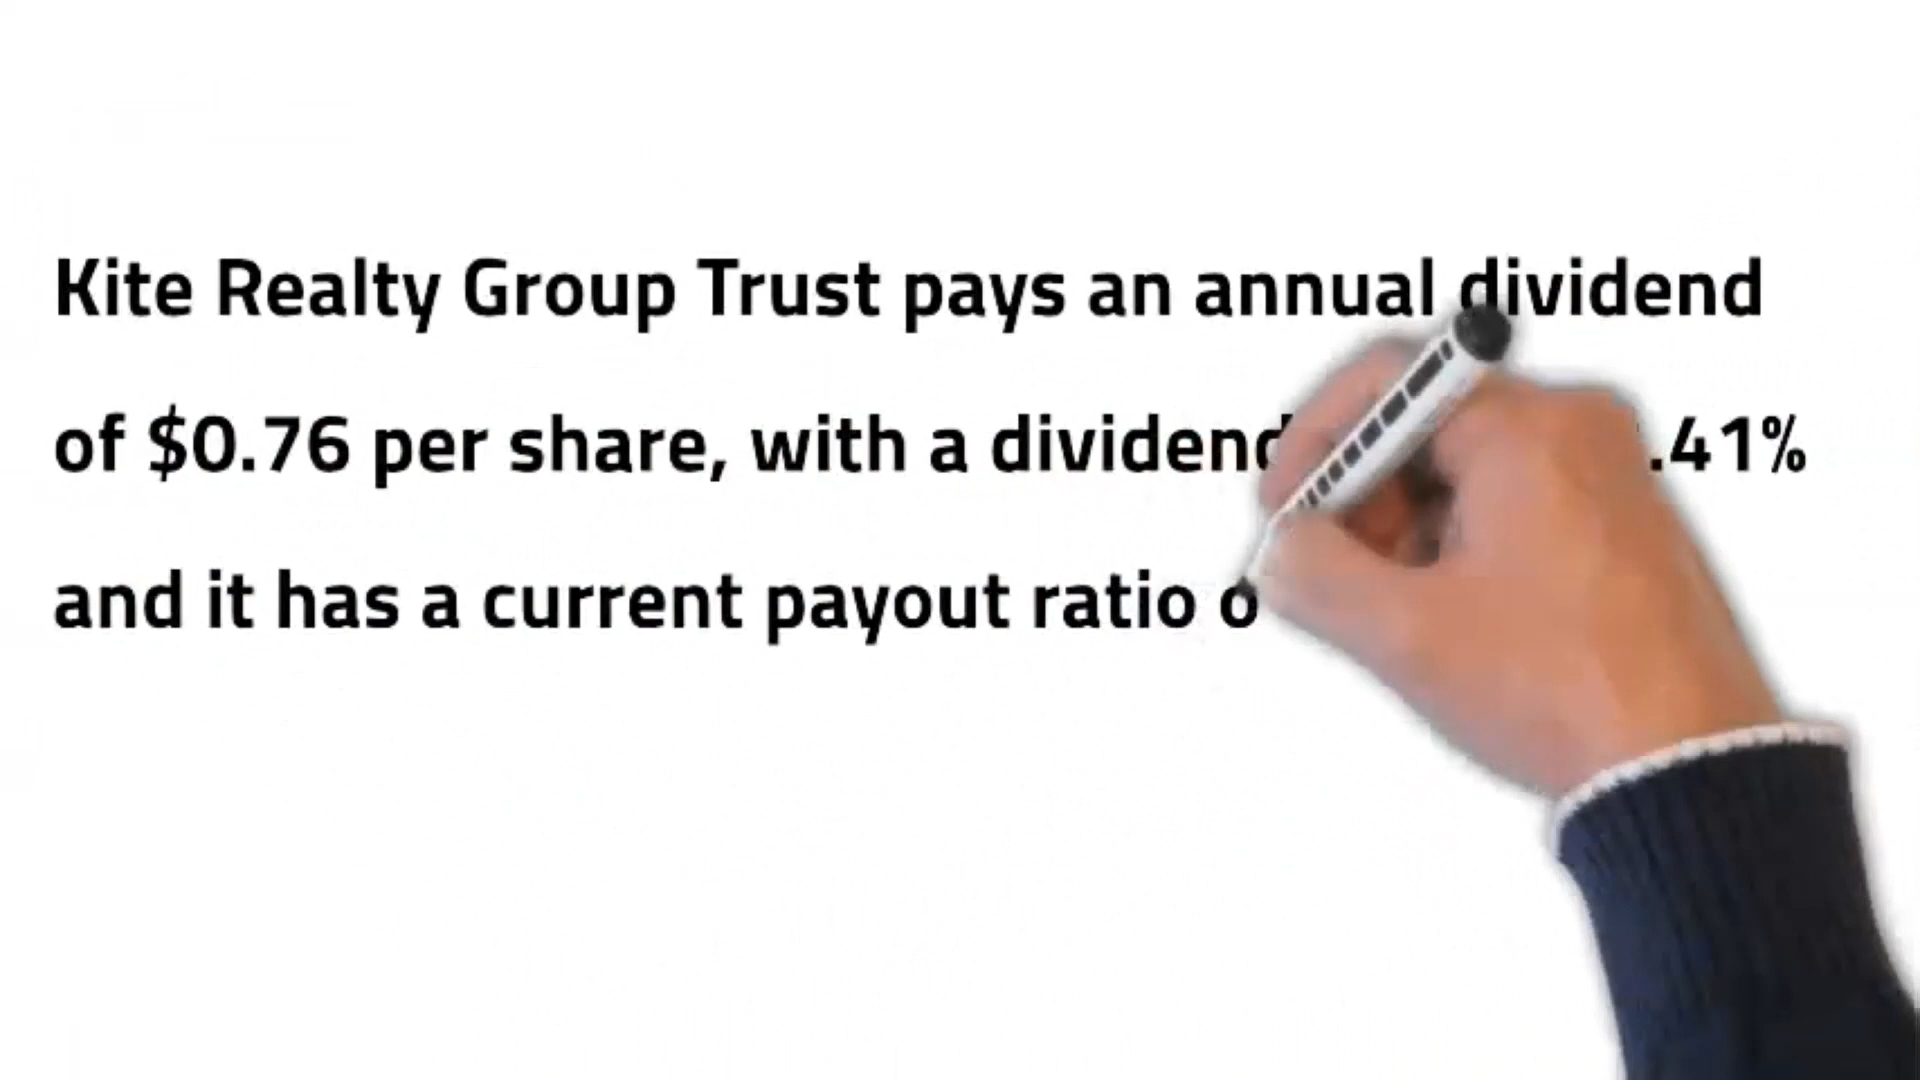 Kite Realty Group Trust pays an annual dividend
of $0.76 per share, with a dividend .41%
and it has a current payout ratio o